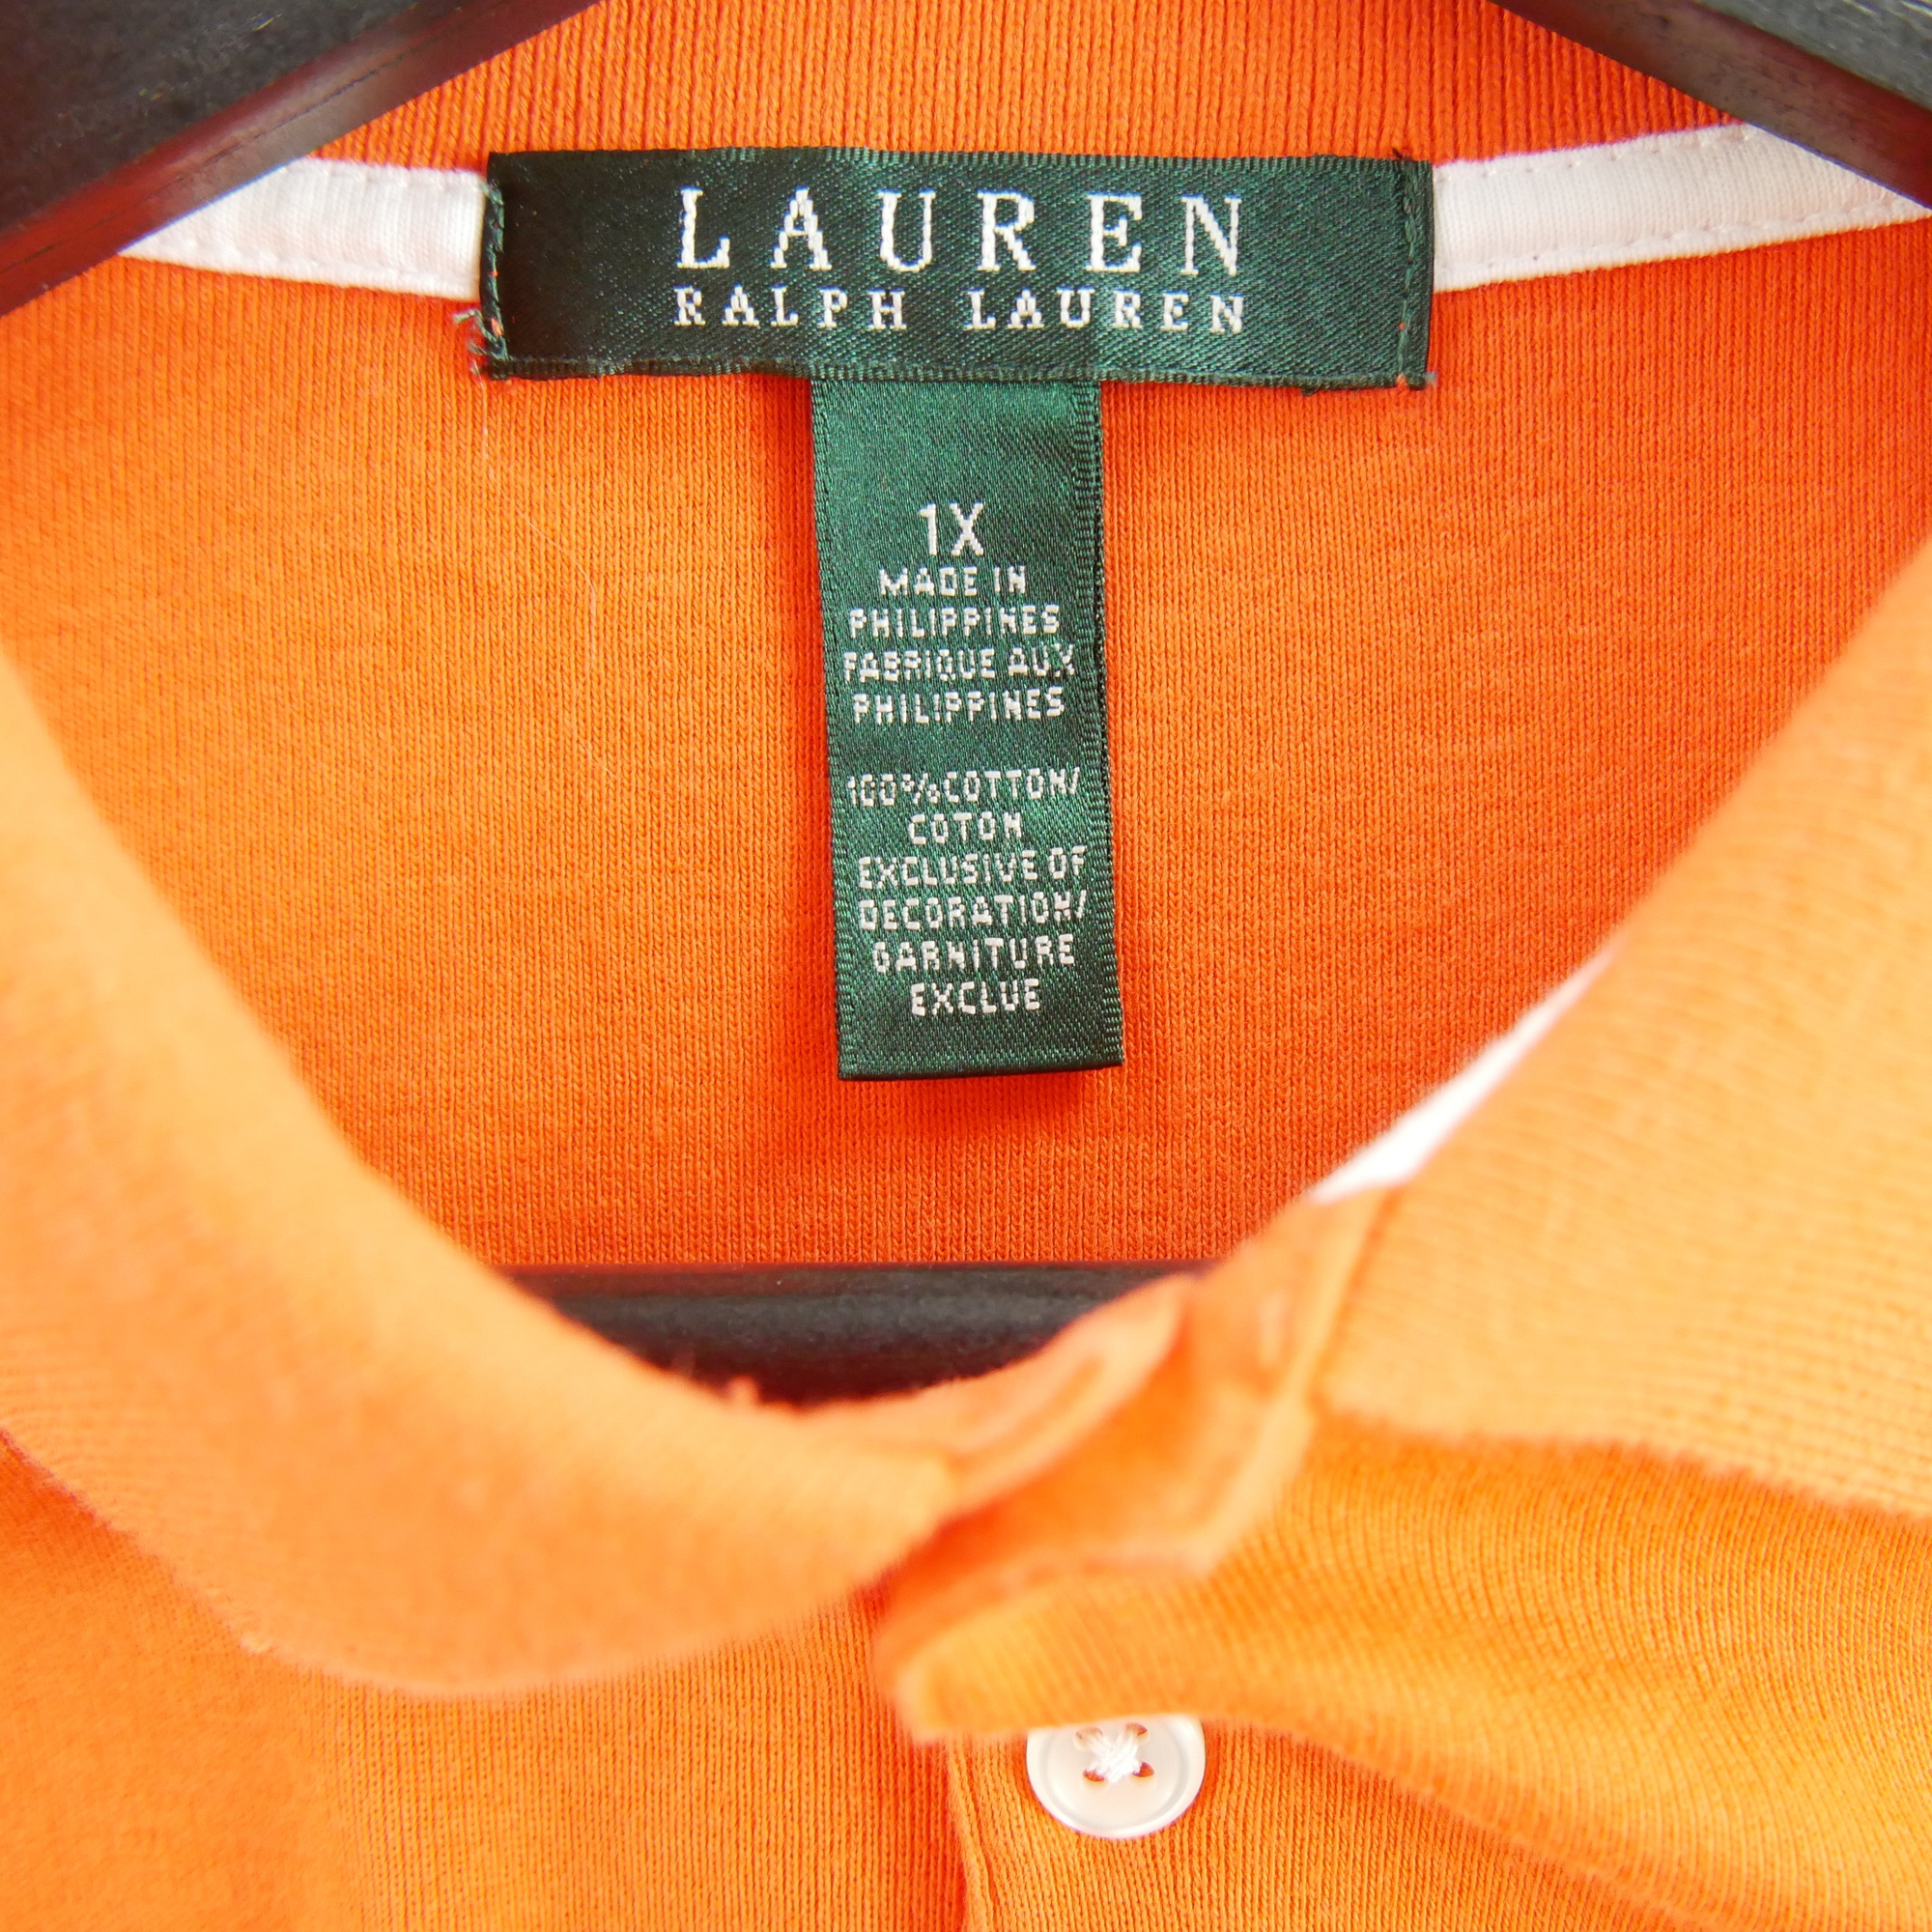 LAUREN
RALPH LAUREN
1X
MADE IN
PHILIPPINES
FABRIQUE AUX
PHILIPPINES
100% COTTON/
COTON
EXCLUSIVE OF
DECORATION/
GARNITURE
EXCLUE